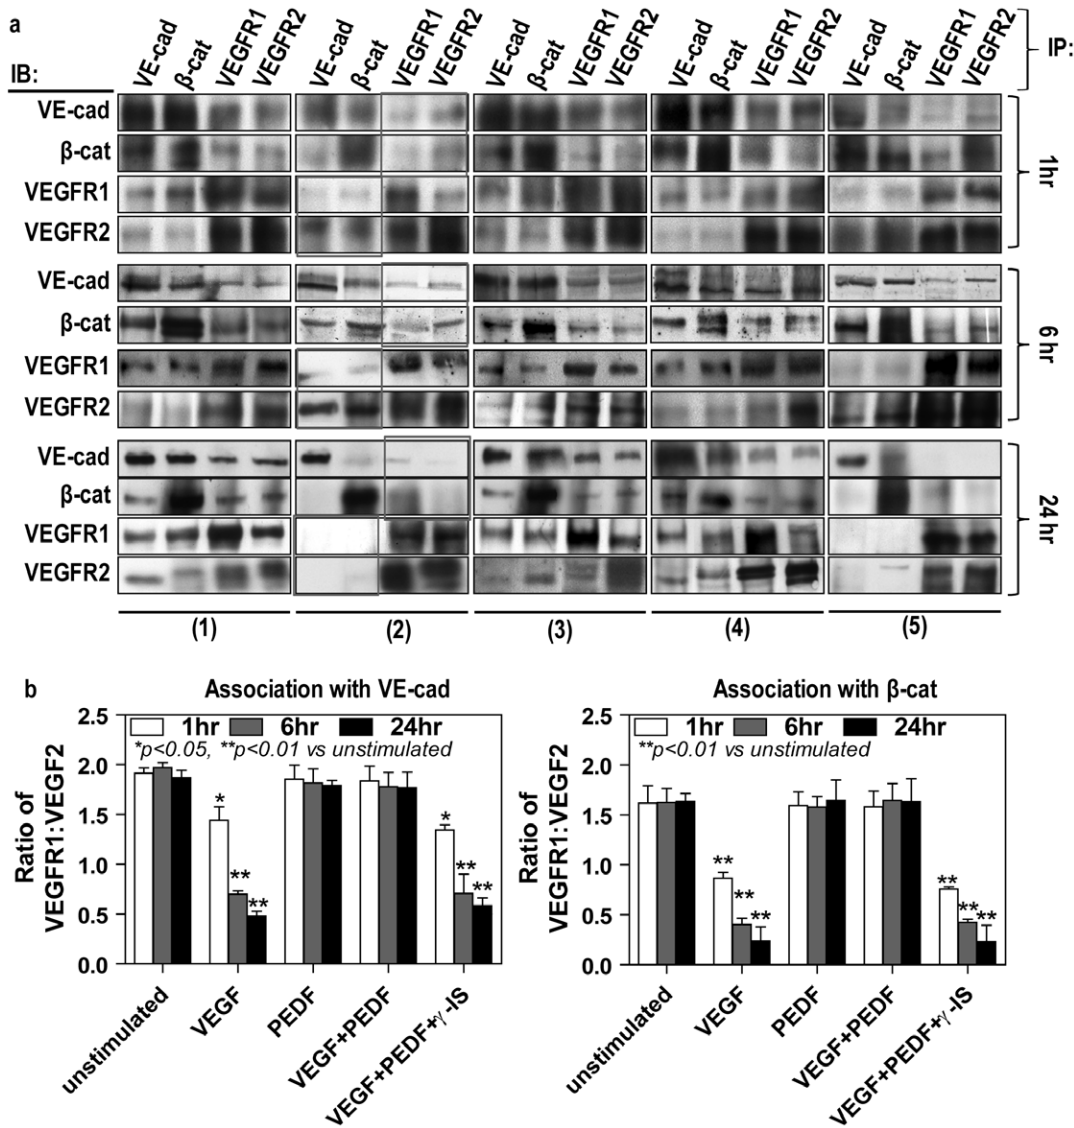 a
VE-cad β-cat VEGFR1 VEGFR2 VE-cad β-cat VEGFR1 VEGFR2 VE-cad β-cat VEGFR1 VEGFR2 VE-cad β-cat VEGFR1 VEGFR2 VE-cad β-cat VEGFR1 VEGFR2 IP:
IB:
VE-cad
β-cat
VEGFR1
VEGFR2
1hr
VE-cad
β-cat
VEGFR1
VEGFR2
6 hr
VE-cad
β-cat
VEGFR1
VEGFR2
24 hr
(1) (2) (3) (4) (5)
b
Association with VE-cad
Ratio of
VEGFR1:VEGF2
2.5
2.0
1.5
1.0
0.5
0.0
1hr 6hr 24hr
*p<0.05, **p<0.01 vs unstimulated
* ** ** * ** **
unstimulated VEGF PEDF VEGF+PEDF VEGF+PEDF+γ-IS
Association with β-cat
Ratio of
VEGFR1:VEGF2
2.5
2.0
1.5
1.0
0.5
0.0
1hr 6hr 24hr
**p<0.01 vs unstimulated
** ** ** ** ** **
unstimulated VEGF PEDF VEGF+PEDF VEGF+PEDF+γ-IS